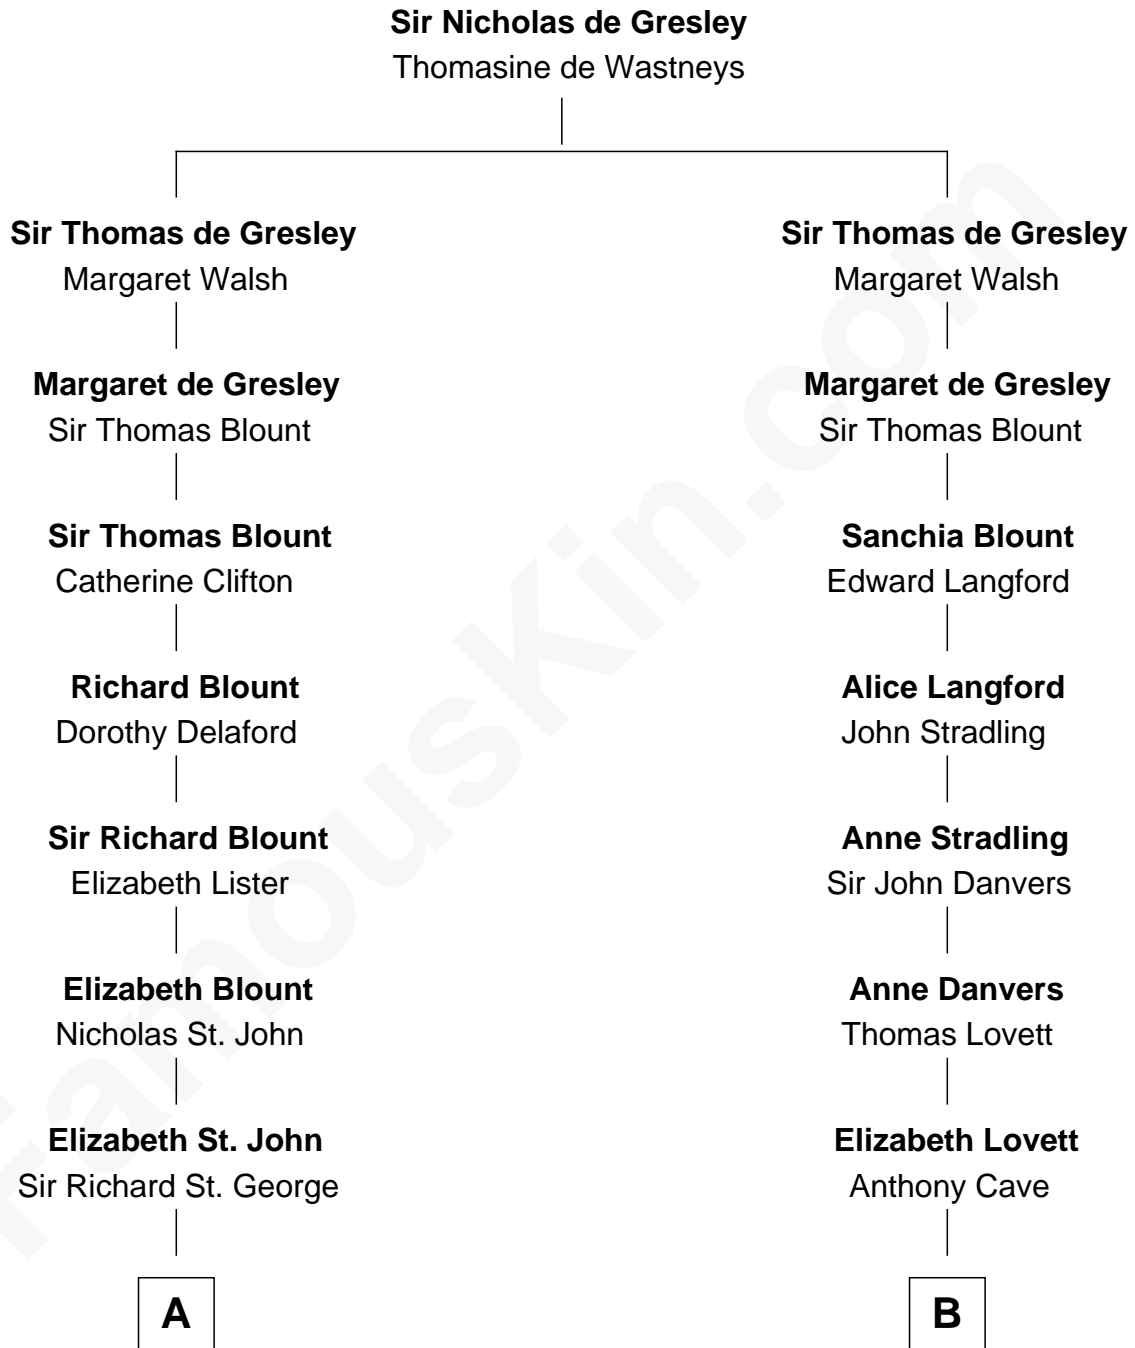 Sir Nicholas de Gresley
Thomasine de Wastneys
Sir Thomas de Gresley
Margaret Walsh
Margaret de Gresley
Sir Thomas Blount
Sir Thomas Blount
Catherine Clifton
Richard Blount
Dorothy Delaford
Sir Richard Blount
Elizabeth Lister
Elizabeth Blount
Nicholas St. John
Elizabeth St. John
Sir Richard St. George
A
Sir Thomas de Gresley
Margaret Walsh
Margaret de Gresley
Sir Thomas Blount
Sanchia Blount
Edward Langford
Alice Langford
John Stradling
Anne Stradling
Sir John Danvers
Anne Danvers
Thomas Lovett
Elizabeth Lovett
Anthony Cave
B
FamousKin.com